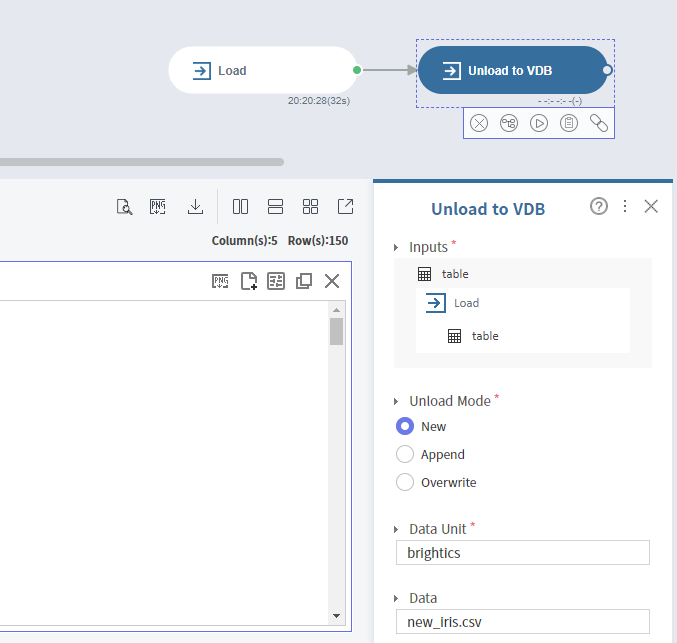 Load
Unload to VDB
20:20:28(32s)
--:--:--(-)
PNG
Column(s):5 Row(s):150
PNG
Unload to VDB
?
Inputs *
table
Load
table
Unload Mode *
New
Append
Overwrite
Data Unit *
brightics
Data
new_iris.csv